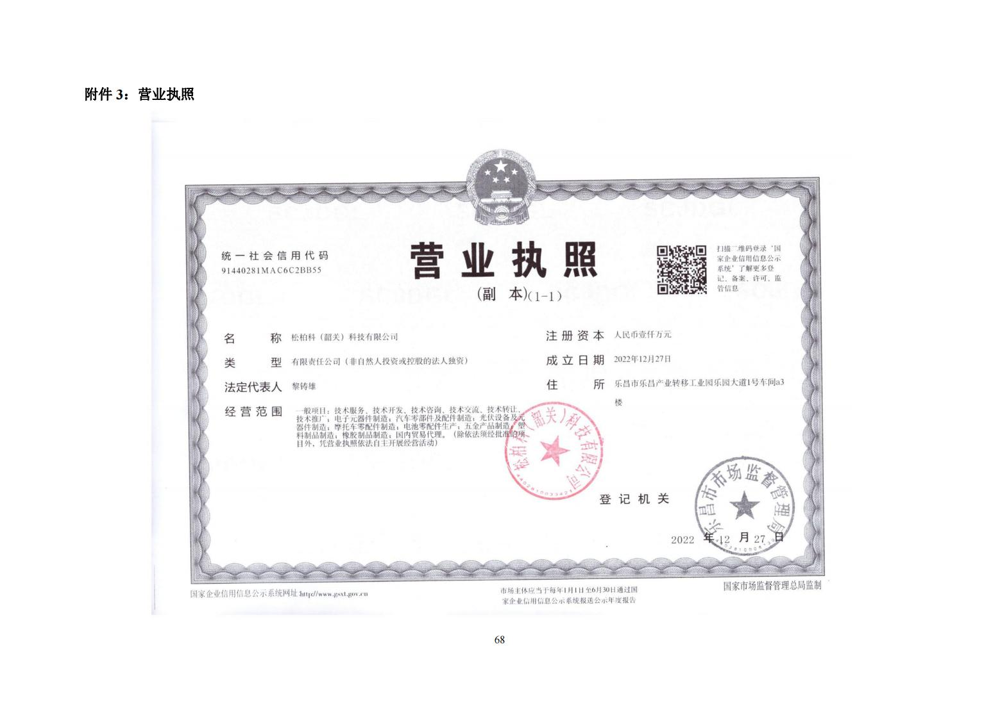 附件 3：营业执照
统一社会信用代码
91440281MAC6C2BB55
营业执照
(副 本)(1-1)
扫描二维码登录‘国
家企业信用信息公示
系统’了解更多登
记、备案、许可、监
管信息
名 称 松柏科（韶关）科技有限公司
类 型 有限责任公司（非自然人投资或控股的法人独资）
法定代表人 黎铸雄
经营范围 一般项目：技术服务、技术开发、技术咨询、技术交流、技术转让、
技术推广；电子元器件制造；汽车零部件及配件制造；光伏设备及元
器件制造；摩托车零配件制造；电池零配件生产；五金产品制造；塑
料制品制造；橡胶制品制造；国内贸易代理。（除依法须经批准的项
目外，凭营业执照依法自主开展经营活动）
注册资本 人民币壹仟万元
成立日期 2022年12月27日
住 所 乐昌市乐昌产业转移工业园乐园大道1号车间a3
楼
松柏科（韶关）科技有限公司
登记机关
乐昌市市场监督管理局
2022 年 12 月 27 日
国家企业信用信息公示系统网址:http://www.gsxt.gov.cn
市场主体应当于每年1月1日至6月30日通过国
家企业信用信息公示系统报送公示年度报告
国家市场监督管理总局监制
68